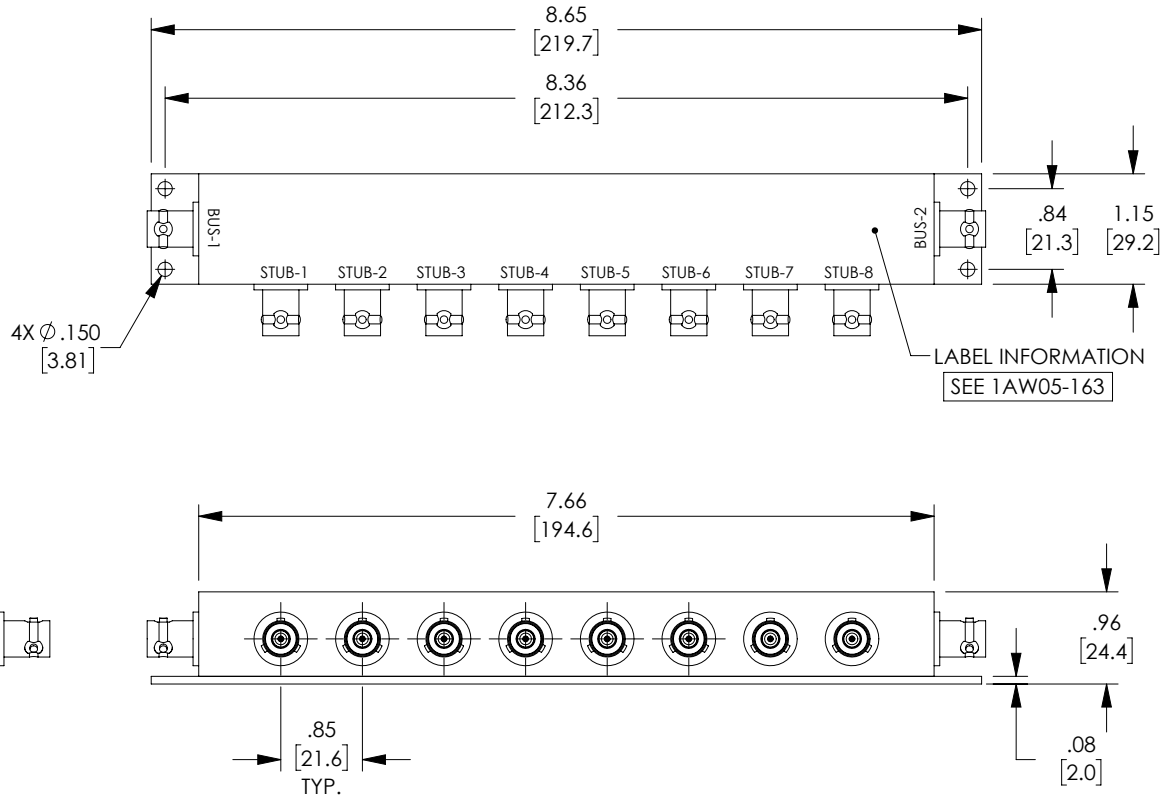 8.65
[219.7]
8.36
[212.3]
BUS-1
BUS-2
.84
[21.3]
1.15
[29.2]
STUB-1 STUB-2 STUB-3 STUB-4 STUB-5 STUB-6 STUB-7 STUB-8
4X Ø .150
[3.81]
LABEL INFORMATION
SEE 1AW05-163
7.66
[194.6]
.96
[24.4]
.85
[21.6]
TYP.
.08
[2.0]